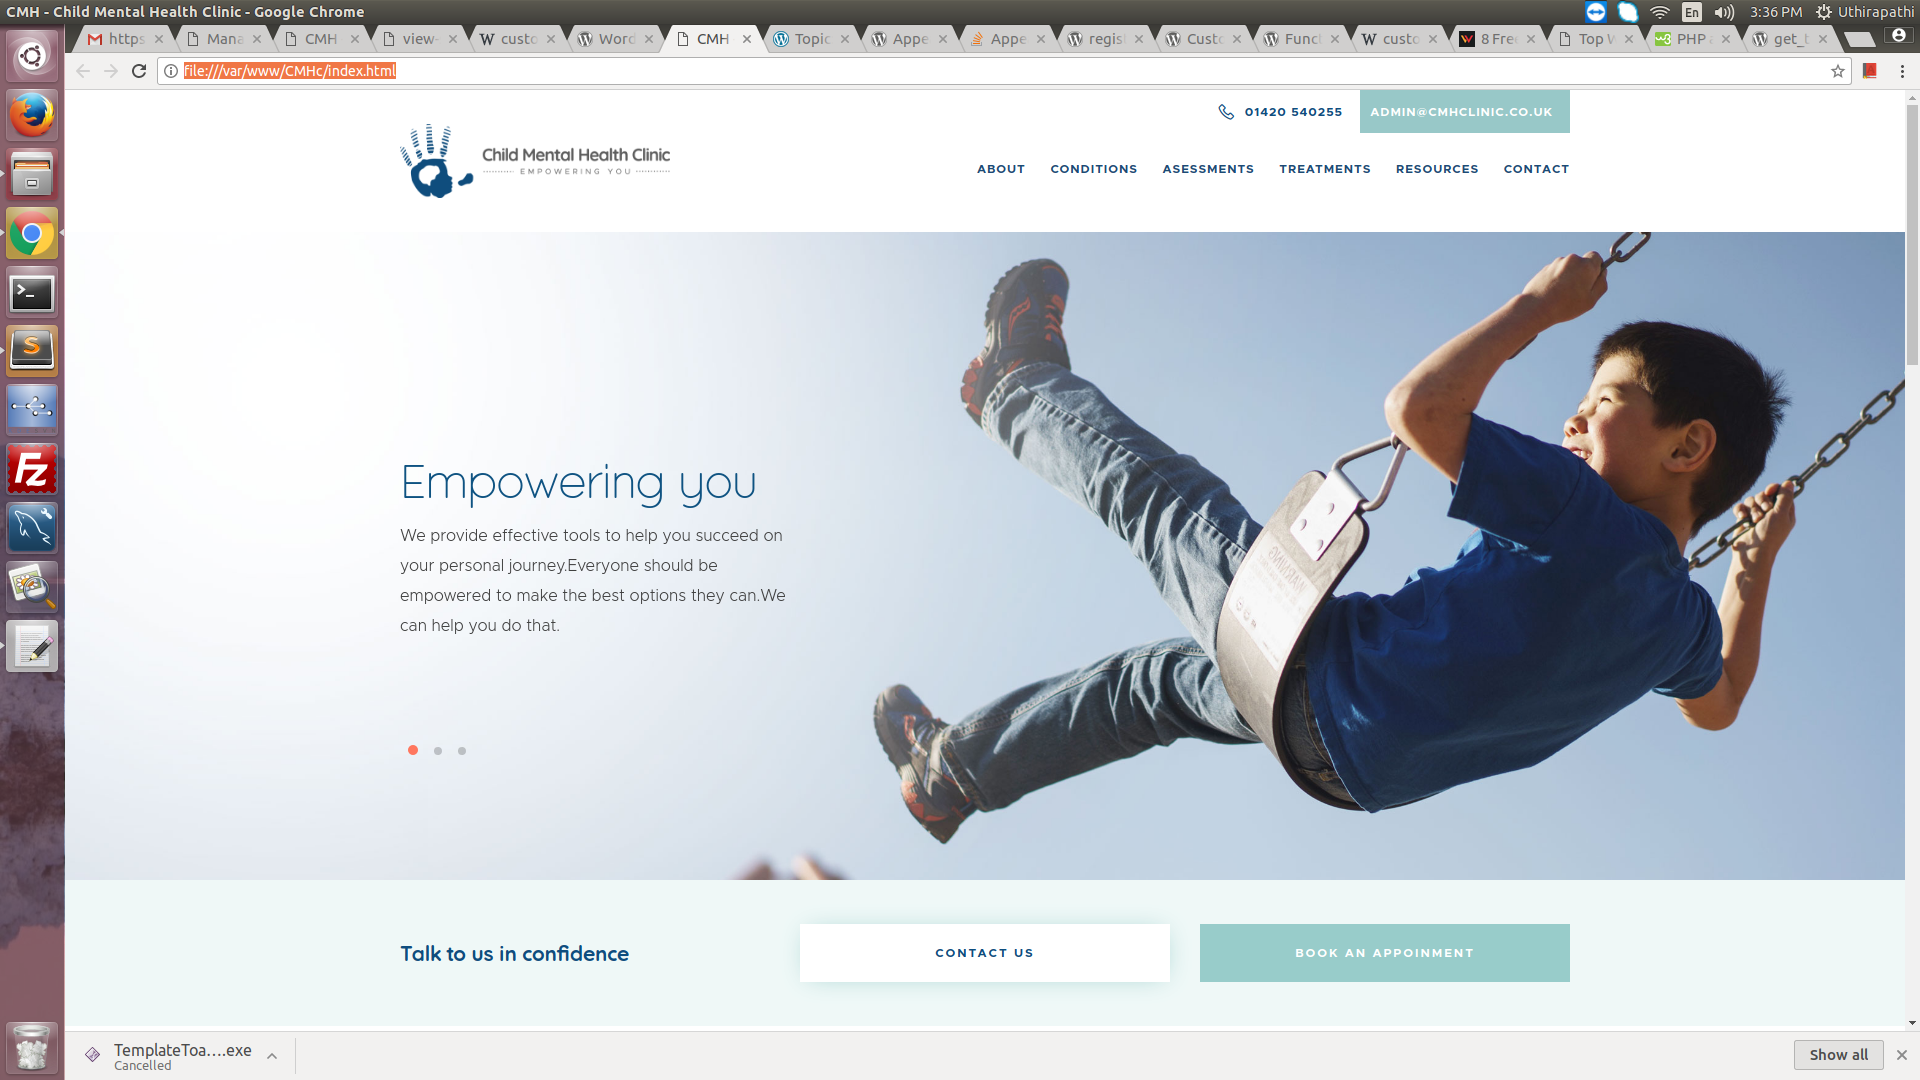 CMH - Child Mental Health Clinic - Google Chrome
En
3:36 PM
Uthirapathi
https
Mana
CMH
view-
custo
Word
CMH
Topic
Appe
Appe
regist
Custo
Funct
custo
8 Free
Top W
PHP
get_t
file:///var/www/CMHc/index.html
01420 540255
ADMIN@CMHCLINIC.CO.UK
Child Mental Health Clinic
EMPOWERING YOU
ABOUT
CONDITIONS
ASESSMENTS
TREATMENTS
RESOURCES
CONTACT
Empowering you
We provide effective tools to help you succeed on
your personal journey.Everyone should be
empowered to make the best options they can.We
can help you do that.
Talk to us in confidence
CONTACT US
BOOK AN APPOINMENT
TemplateToa....exe
Cancelled
Show all